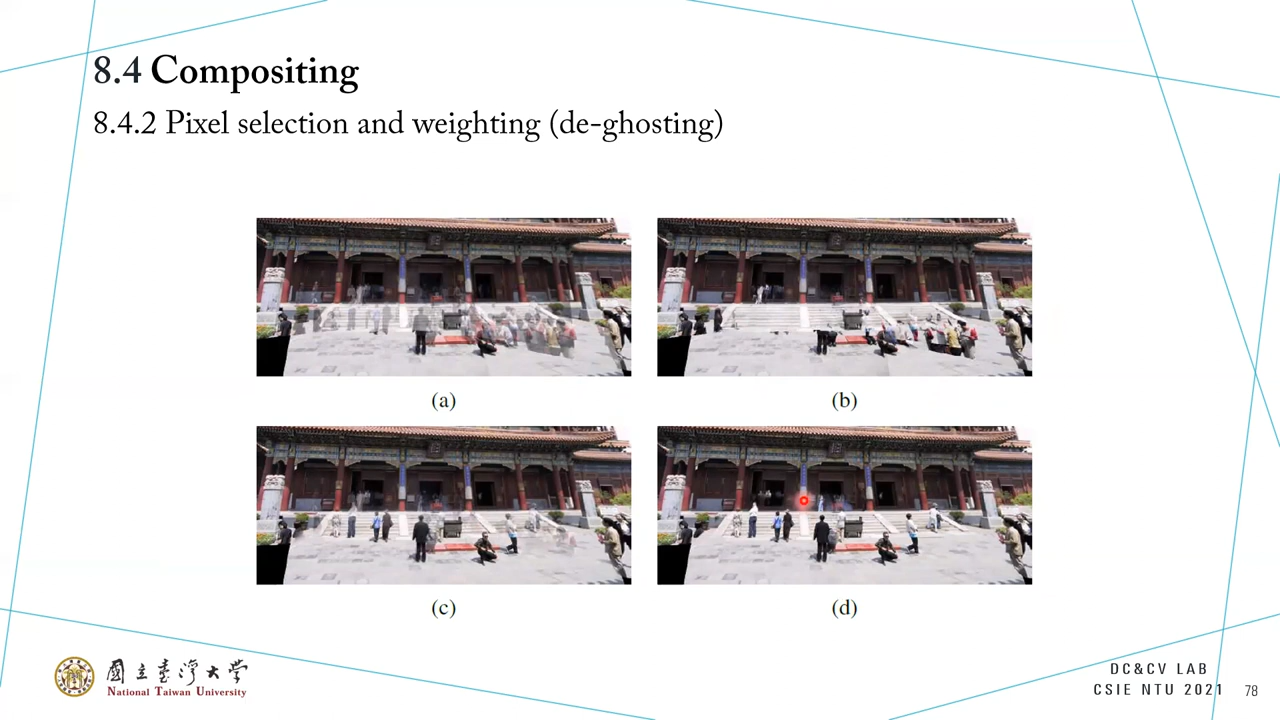 8.4 Compositing
8.4.2 Pixel selection and weighting (de-ghosting)
(a)
(b)
(c)
(d)
國立臺灣大學
National Taiwan University
DC&CV LAB
CSIE NTU 2021
78